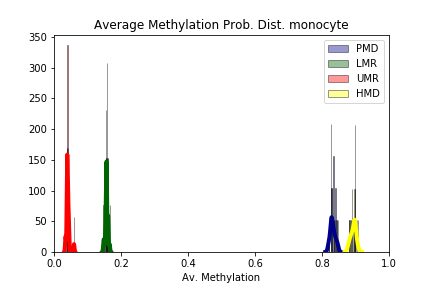 Average Methylation Prob. Dist. monocyte
350
300
250
200
150
100
50
0
PMD
LMR
UMR
HMD
0.0 0.2 0.4 0.6 0.8 1.0
Av. Methylation